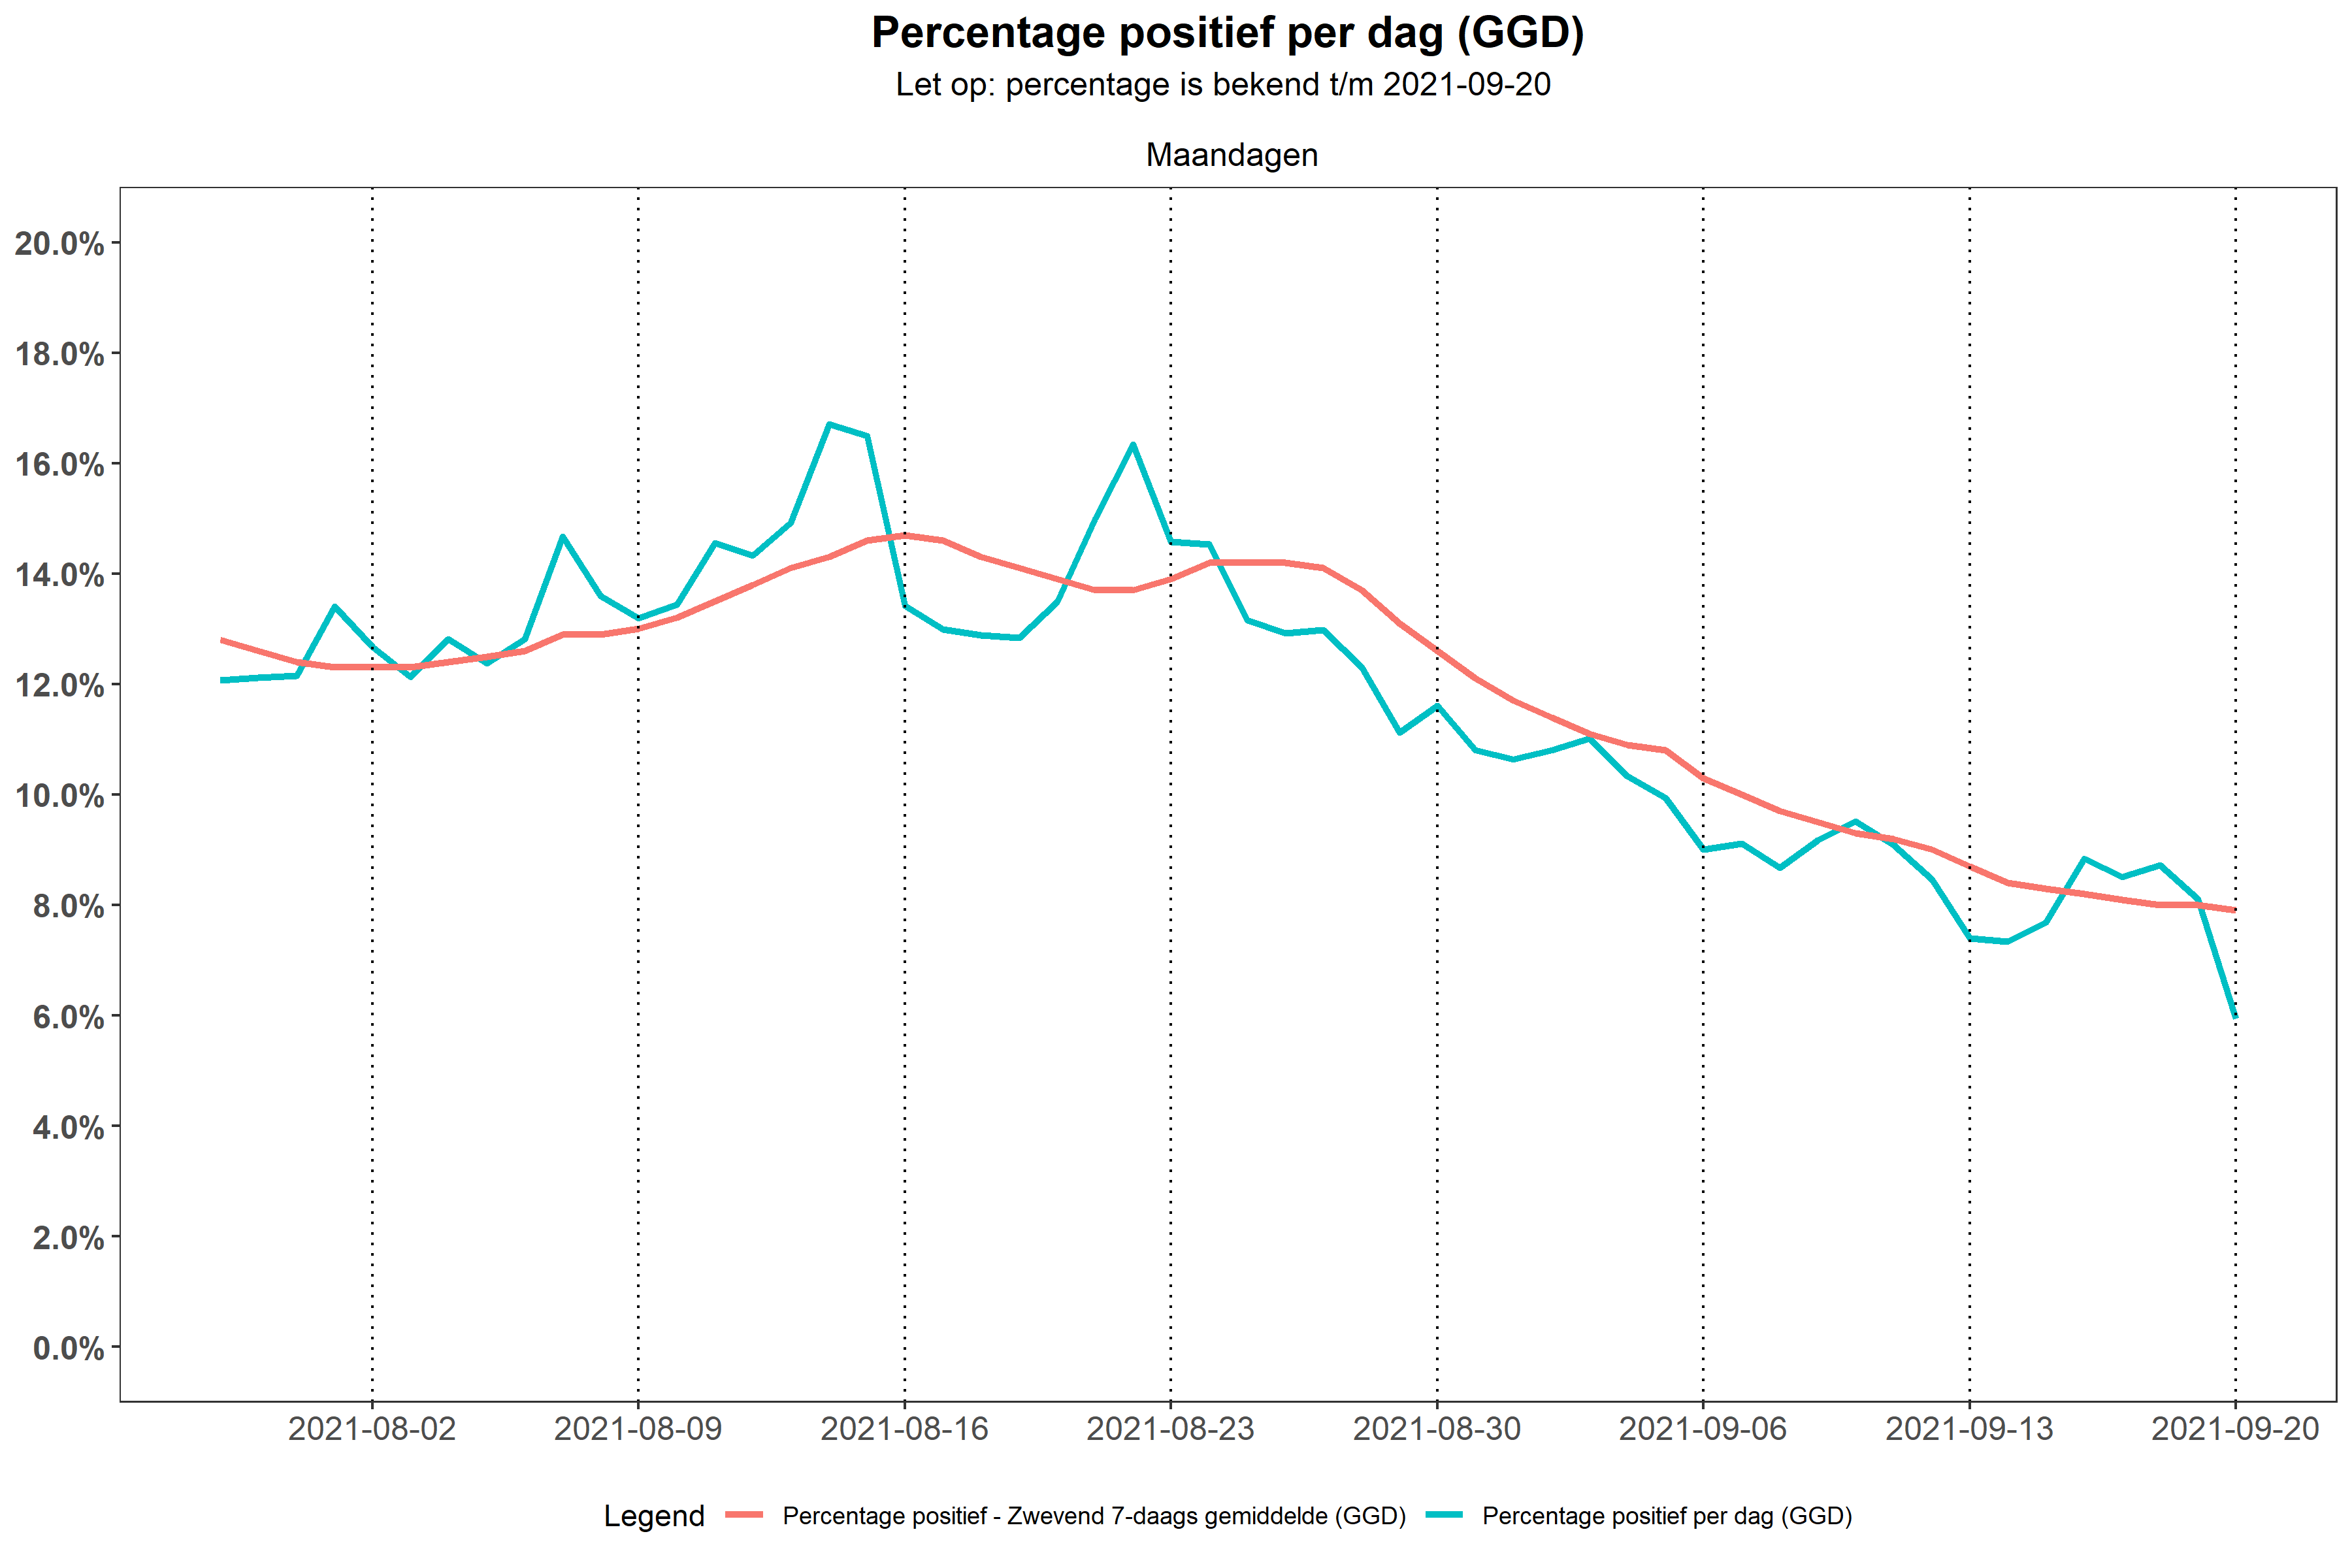 Percentage positief per dag (GGD)
Let op: percentage is bekend t/m 2021-09-20
Maandagen
20.0%
18.0%
16.0%
14.0%
12.0%
10.0%
8.0%
6.0%
4.0%
2.0%
0.0%
2021-08-02 2021-08-09 2021-08-16 2021-08-23 2021-08-30 2021-09-06 2021-09-13 2021-09-20
Legend Percentage positief - Zwevend 7-daags gemiddelde (GGD) Percentage positief per dag (GGD)